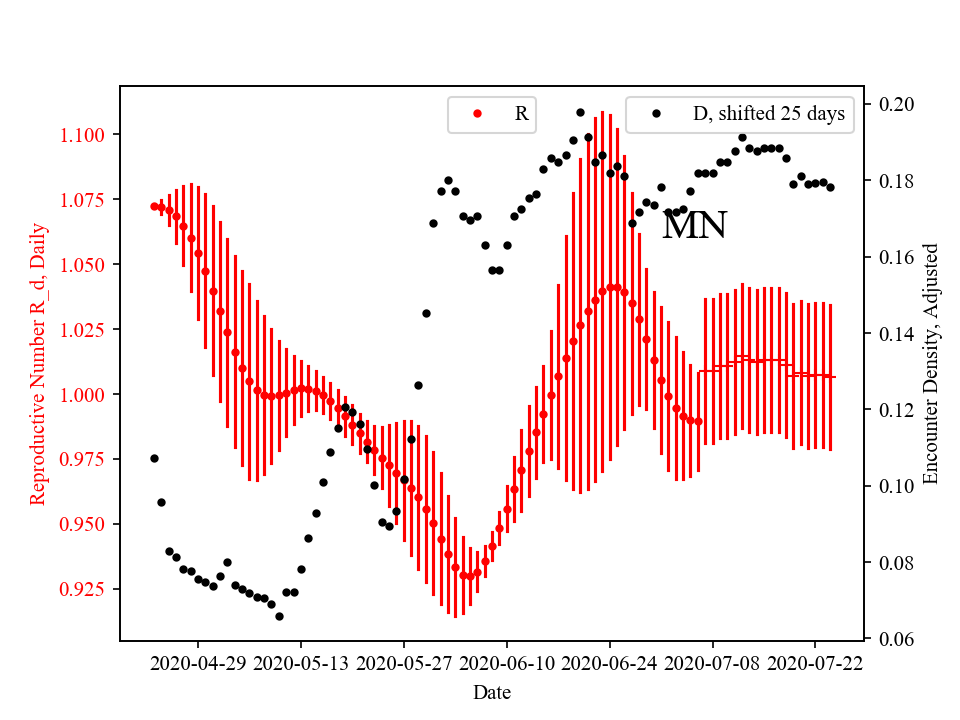 R
D, shifted 25 days
MN
Reproductive Number R_d, Daily
1.100
1.075
1.050
1.025
1.000
0.975
0.950
0.925
Encounter Density, Adjusted
0.20
0.18
0.16
0.14
0.12
0.10
0.08
0.06
2020-04-29 2020-05-13 2020-05-27 2020-06-10 2020-06-24 2020-07-08 2020-07-22
Date